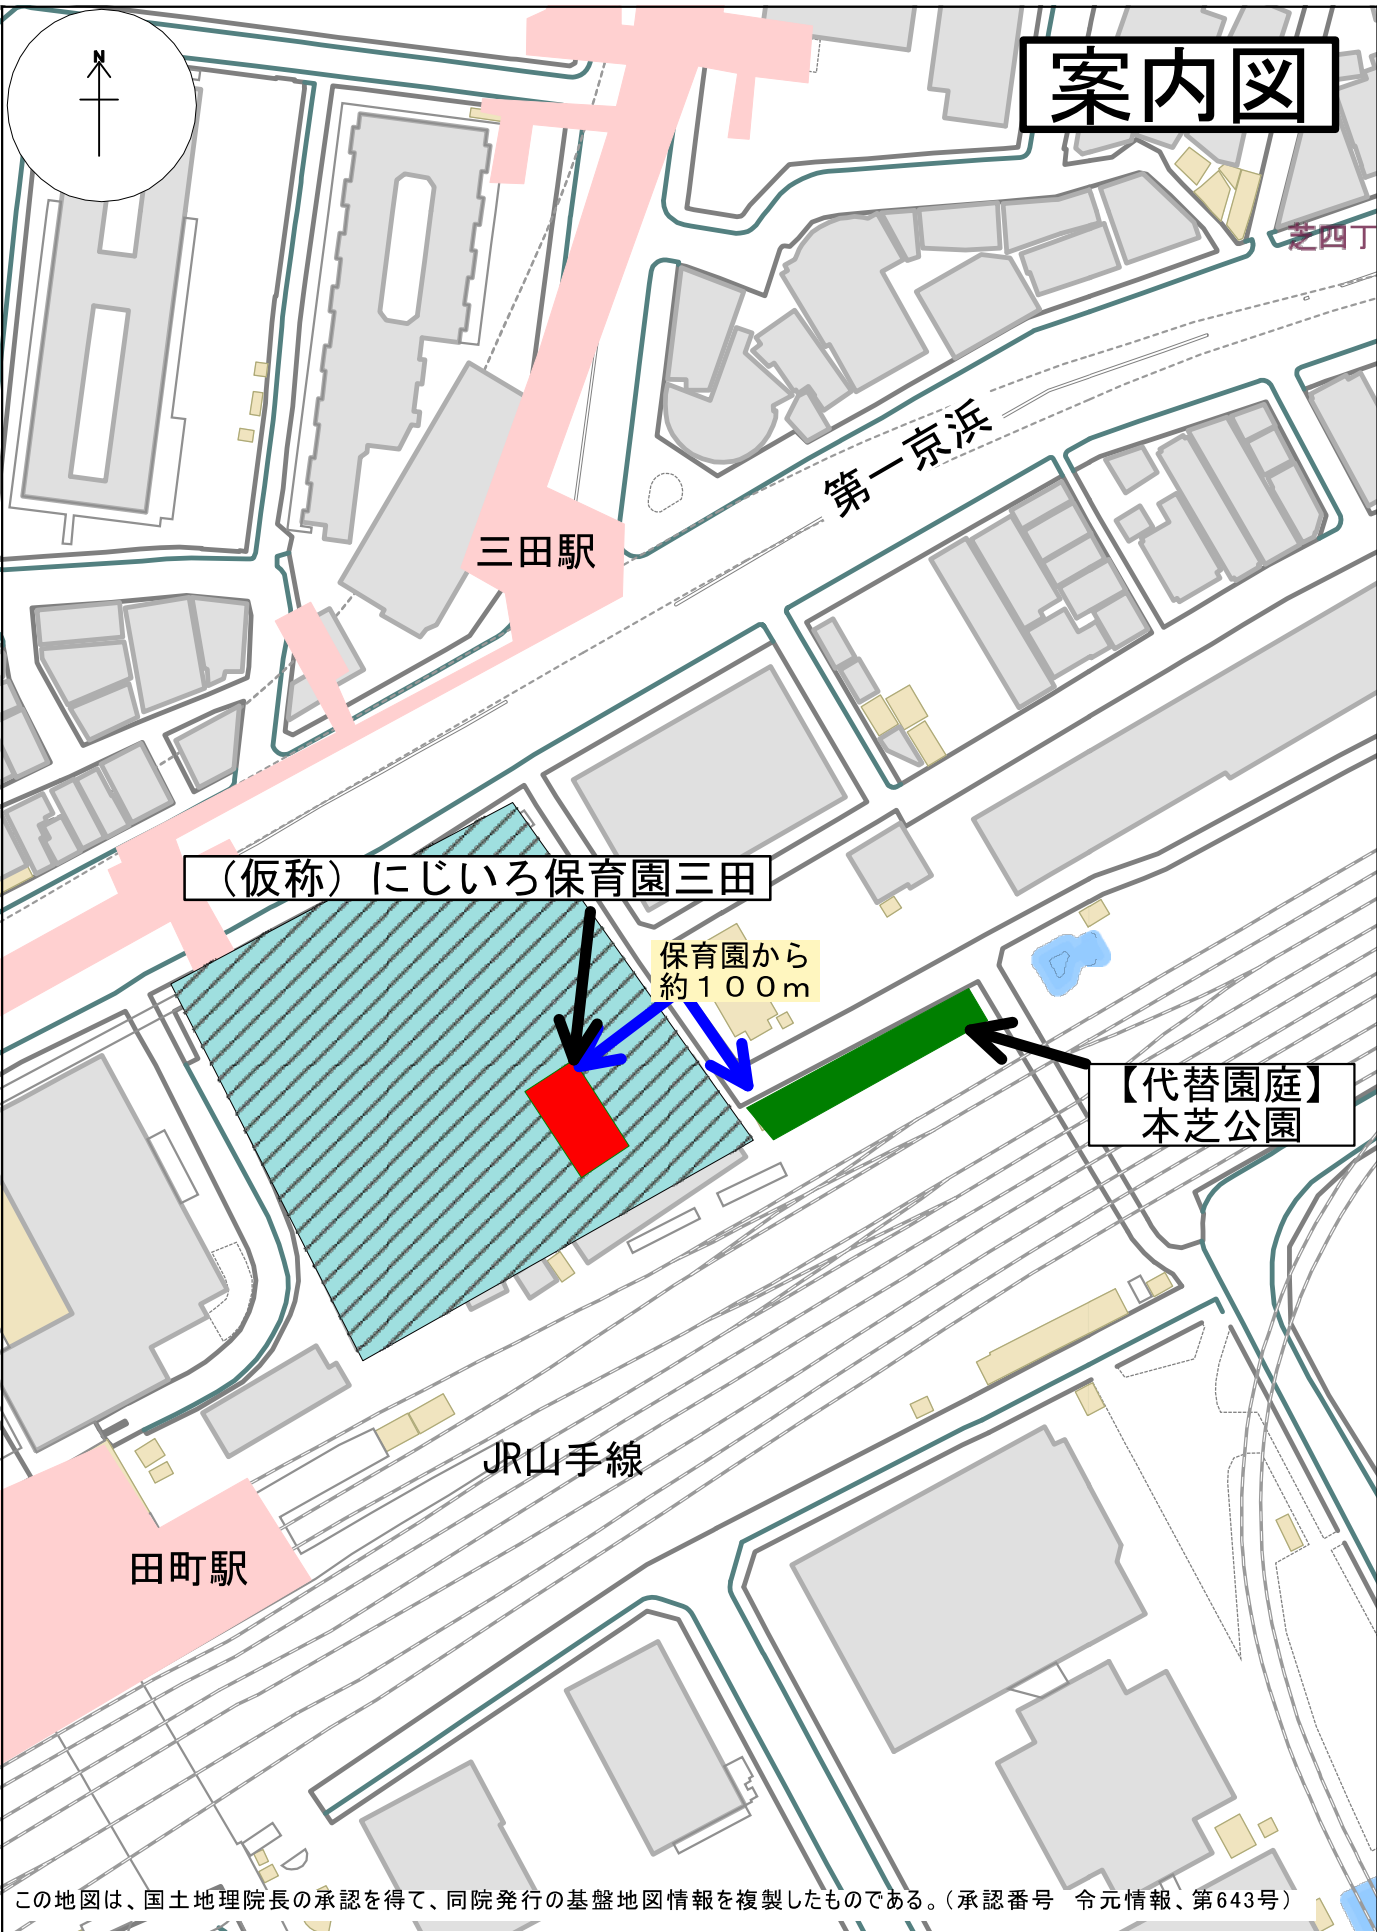 N
案内図
芝四丁
第一京浜
三田駅
（仮称）にじいろ保育園三田
保育園から
約１００ｍ
【代替園庭】
本芝公園
JR山手線
田町駅
この地図は、国土地理院長の承認を得て、同院発行の基盤地図情報を複製したものである。（承認番号　令元情報、第643号）